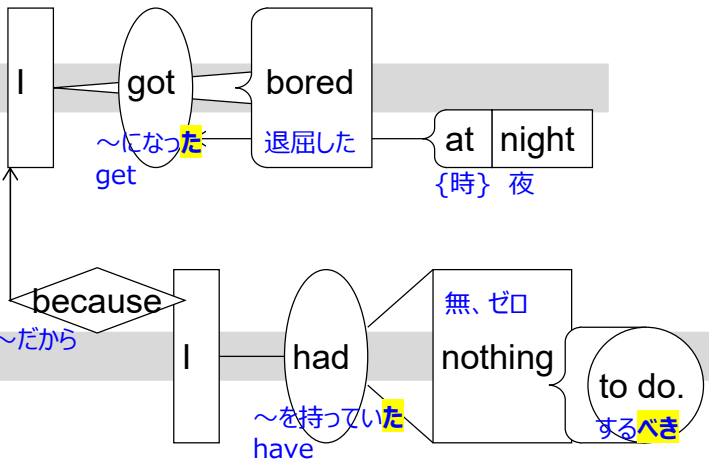 I got bored
～になった 退屈した
get
at night
{時} 夜
because
～だから
I had nothing to do.
無、ゼロ
～を持っていた
have
するべき